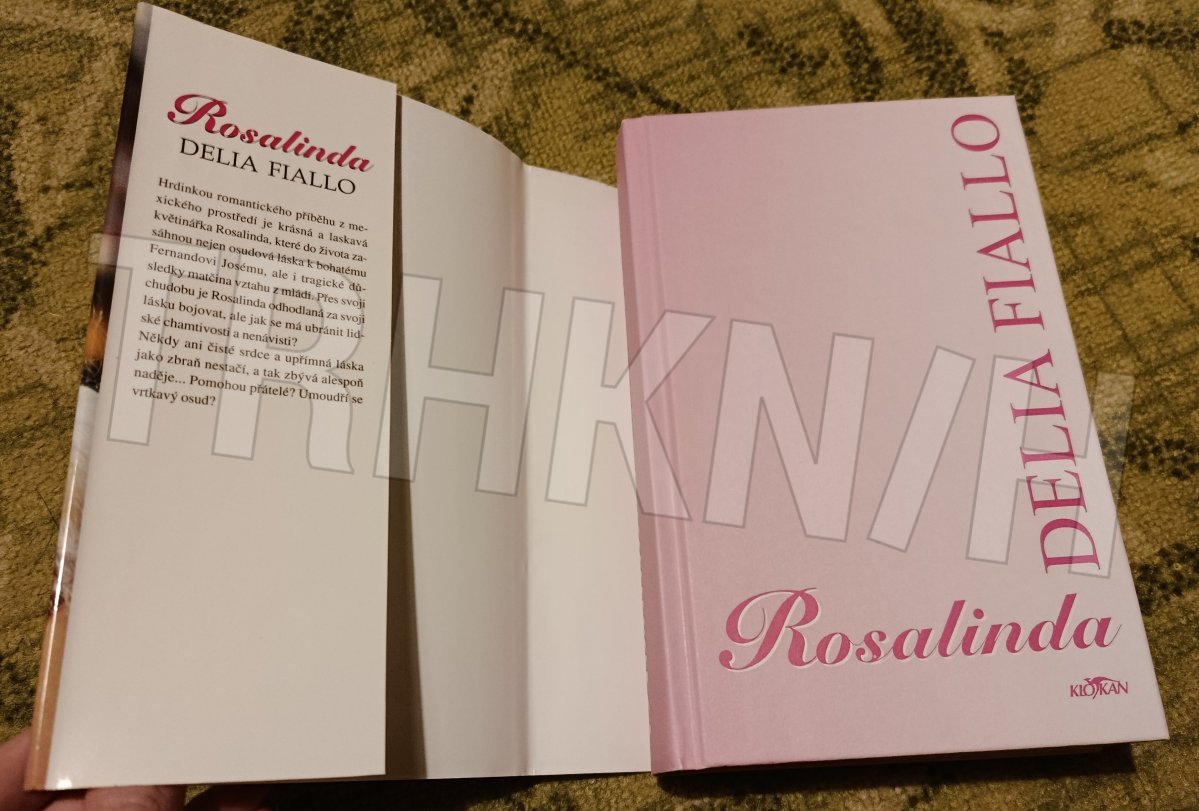 Rosalinda
DELIA FIALLO
Hrdinkou romantického příběhu z me-
xického prostředí je krásná a laskavá
květinářka Rosalinda, které do života za-
sáhnou nejen osudová láska k bohatému
Fernandovi Josému, ale i tragické dů-
sledky matčina vztahu z mládí. Přes svoji
chudobu je Rosalinda odhodlaná za svoji
lásku bojovat, ale jak se má ubránit lid-
ské chamtivosti a nenávisti?
Někdy ani čisté srdce a upřímná láska
jako zbraň nestačí, a tak zbývá alespoň
naděje... Pomohou přátelé? Umoudří se
vrtkavý osud?
DELIA FIALLO
Rosalinda
KLOKAN
TRHKN/H